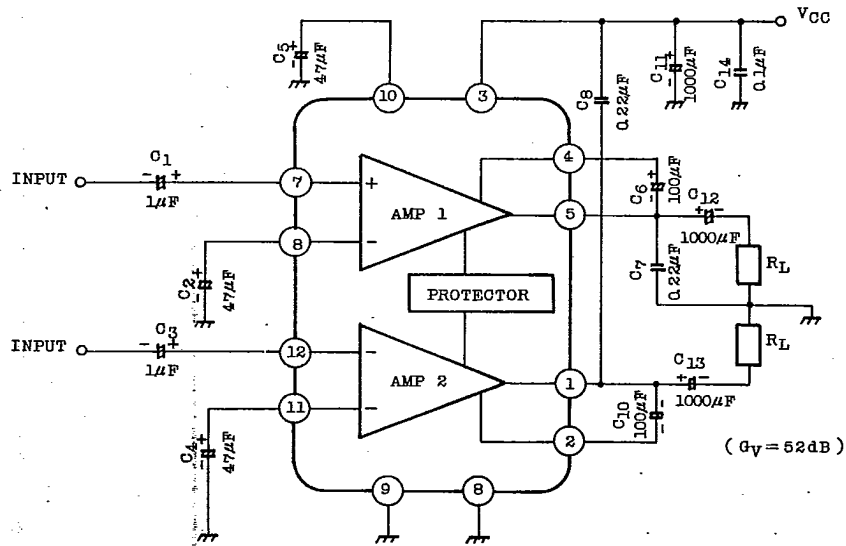 VCC
C5
+
-
47µF
C8
0.22µF
C11
+
-
1000µF
C14
0.1µF
10
3
INPUT
C1
- +
1µF
7
+
AMP 1
4
C6
+
-
100µF
5
C12
+ -
1000µF
8
-
C2
+
-
47µF
PROTECTOR
C7
0.22µF
RL
INPUT
C3
- +
1µF
12
-
AMP 2
1
RL
C13
+ -
1000µF
11
-
C4
+
-
47µF
C10
100µF
2
(GV=52dB)
9
8